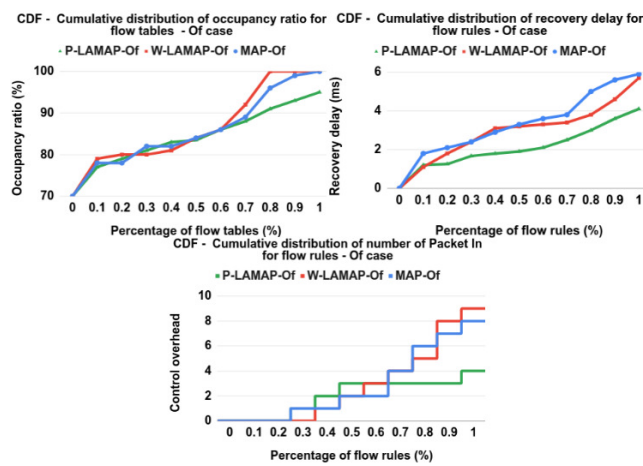 CDF - Cumulative distribution of occupancy ratio for
flow tables - Of case
P-LAMAP-Of W-LAMAP-Of MAP-Of
Occupancy ratio (%)
100
90
80
70
0 0.1 0.2 0.3 0.4 0.5 0.6 0.7 0.8 0.9 1
Percentage of flow tables (%)
CDF - Cumulative distribution of recovery delay for
flow rules - Of case
P-LAMAP-Of W-LAMAP-Of MAP-Of
Recovery delay (ms)
6
4
2
0
0 0.1 0.2 0.3 0.4 0.5 0.6 0.7 0.8 0.9 1
Percentage of flow rules (%)
CDF - Cumulative distribution of number of Packet In
for flow rules - Of case
P-LAMAP-Of W-LAMAP-Of MAP-Of
Control overhead
10
8
6
4
2
0
0 0.1 0.2 0.3 0.4 0.5 0.6 0.7 0.8 0.9 1
Percentage of flow rules (%)